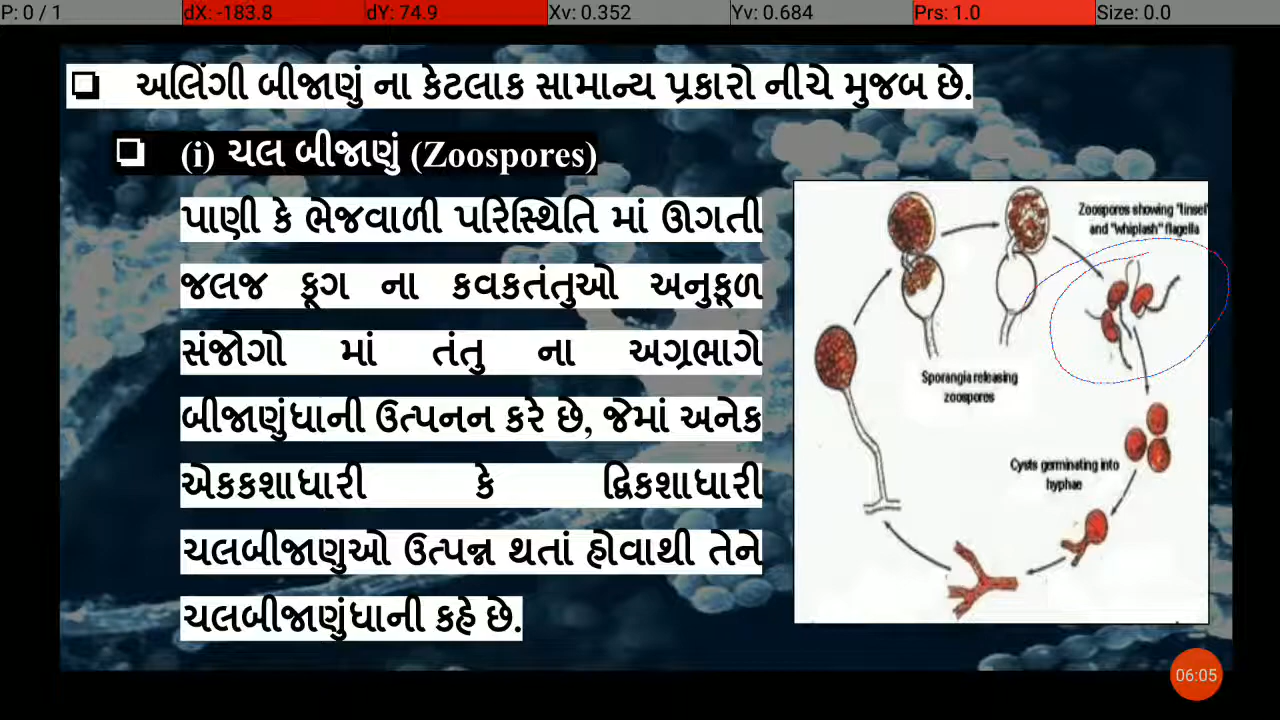 P: 0 / 1 dX: -183.8 dY: 74.9 Xv: 0.352 Yv: 0.684 Prs: 1.0 Size: 0.0
❑ અલિંગી બીજાણું ના કેટલાક સામાન્ય પ્રકારો નીચે મુજબ છે.
❑ (i) ચલ બીજાણું (Zoospores)
પાણી કે ભેજવાળી પરિસ્થિતિ માં ઊગતી
જલજ ફૂગ ના કવકતંતુઓ અનુકૂળ
સંજોગો માં તંતુ ના અગ્રભાગે
બીજાણુંધાની ઉત્પનન કરે છે, જેમાં અનેક
એકકશાધારી કે દ્વિકશાધારી
ચલબીજાણુઓ ઉત્પન્ન થતાં હોવાથી તેને
ચલબીજાણુંધાની કહે છે.
Zoospores showing "tinsel"
and "whiplash" flagella
Sporangia releasing
zoospores
Cysts germinating into
hyphae
06:05